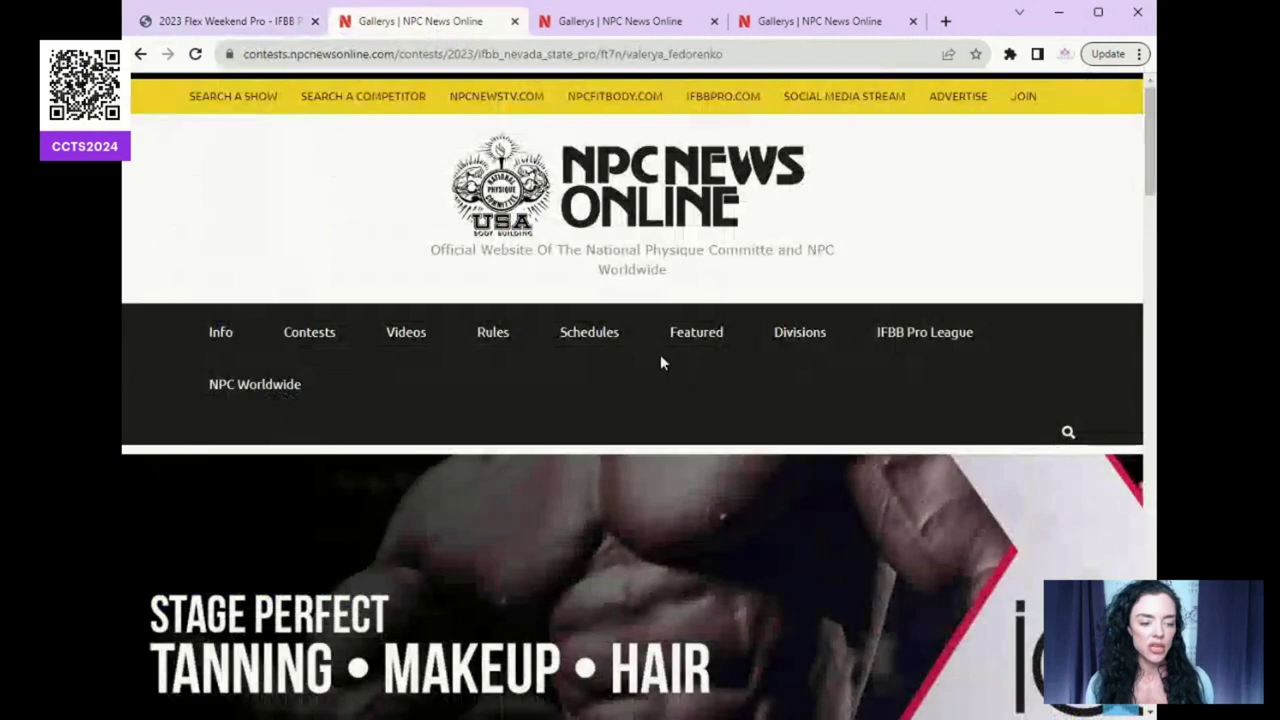 2023 Flex Weekend Pro - IFBB P
Gallerys | NPC News Online
Gallerys | NPC News Online
Gallerys | NPC News Online
contests.npcnewsonline.com/contests/2023/ifbb_nevada_state_pro/ft7n/valerya_fedorenko
Update
CCTS2024
SEARCH A SHOW
SEARCH A COMPETITOR
NPCNEWSTV.COM
NPCFITBODY.COM
IFBBPRO.COM
SOCIAL MEDIA STREAM
ADVERTISE
JOIN
NATIONAL
PHYSIQUE
COMMITTEE
USA
BODY BUILDING
NPC NEWS
ONLINE
Official Website Of The National Physique Committe and NPC
Worldwide
Info
Contests
Videos
Rules
Schedules
Featured
Divisions
IFBB Pro League
NPC Worldwide
STAGE PERFECT
TANNING • MAKEUP • HAIR